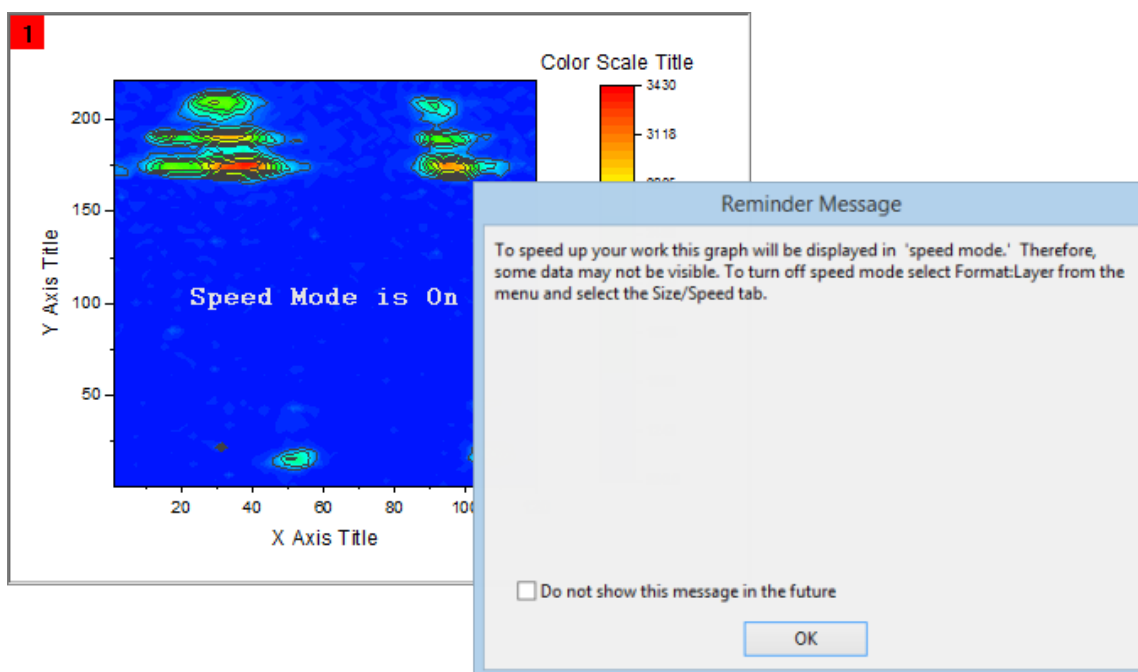 1
Color Scale Title
3430
3118
200
150
100
50
Y Axis Title
Speed Mode is On
20
40
60
80
X Axis Title
Reminder Message
To speed up your work this graph will be displayed in 'speed mode.' Therefore,
some data may not be visible. To turn off speed mode select Format:Layer from the
menu and select the Size/Speed tab.
Do not show this message in the future
OK